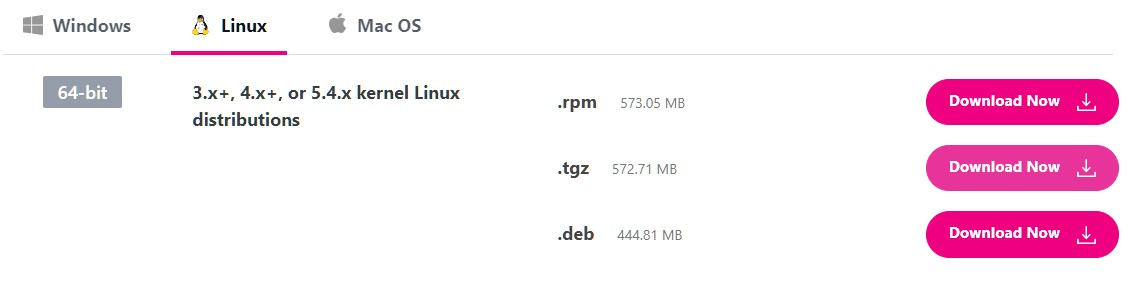 Windows Linux Mac OS
64-bit 3.x+, 4.x+, or 5.4.x kernel Linux .rpm 573.05 MB Download Now
distributions
.tgz 572.71 MB Download Now
.deb 444.81 MB Download Now